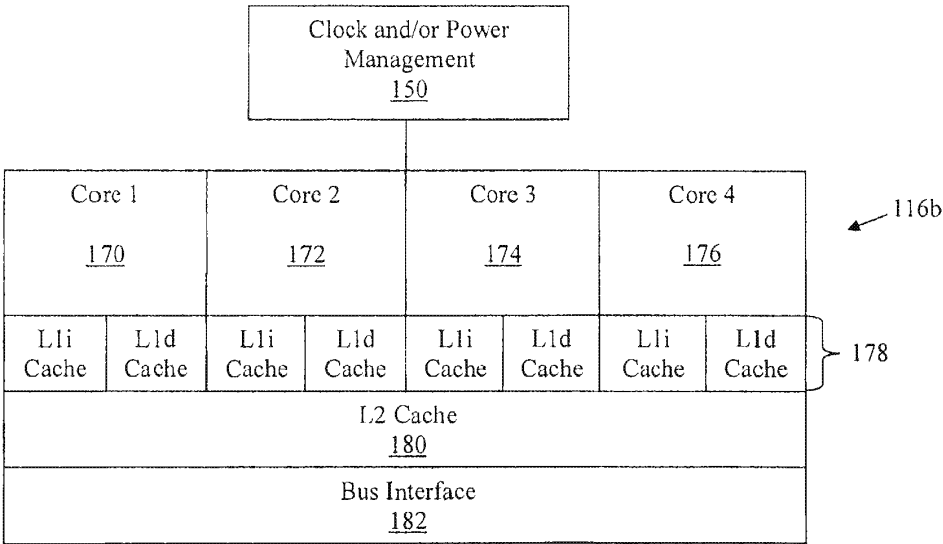 Clock and/or Power
Management
150
Core 1
Core 2
Core 3
Core 4
116b
170
172
174
176
L1i
Cache
L1d
Cache
L1i
Cache
L1d
Cache
L1i
Cache
L1d
Cache
L1i
Cache
L1d
Cache
178
L2 Cache
180
Bus Interface
182